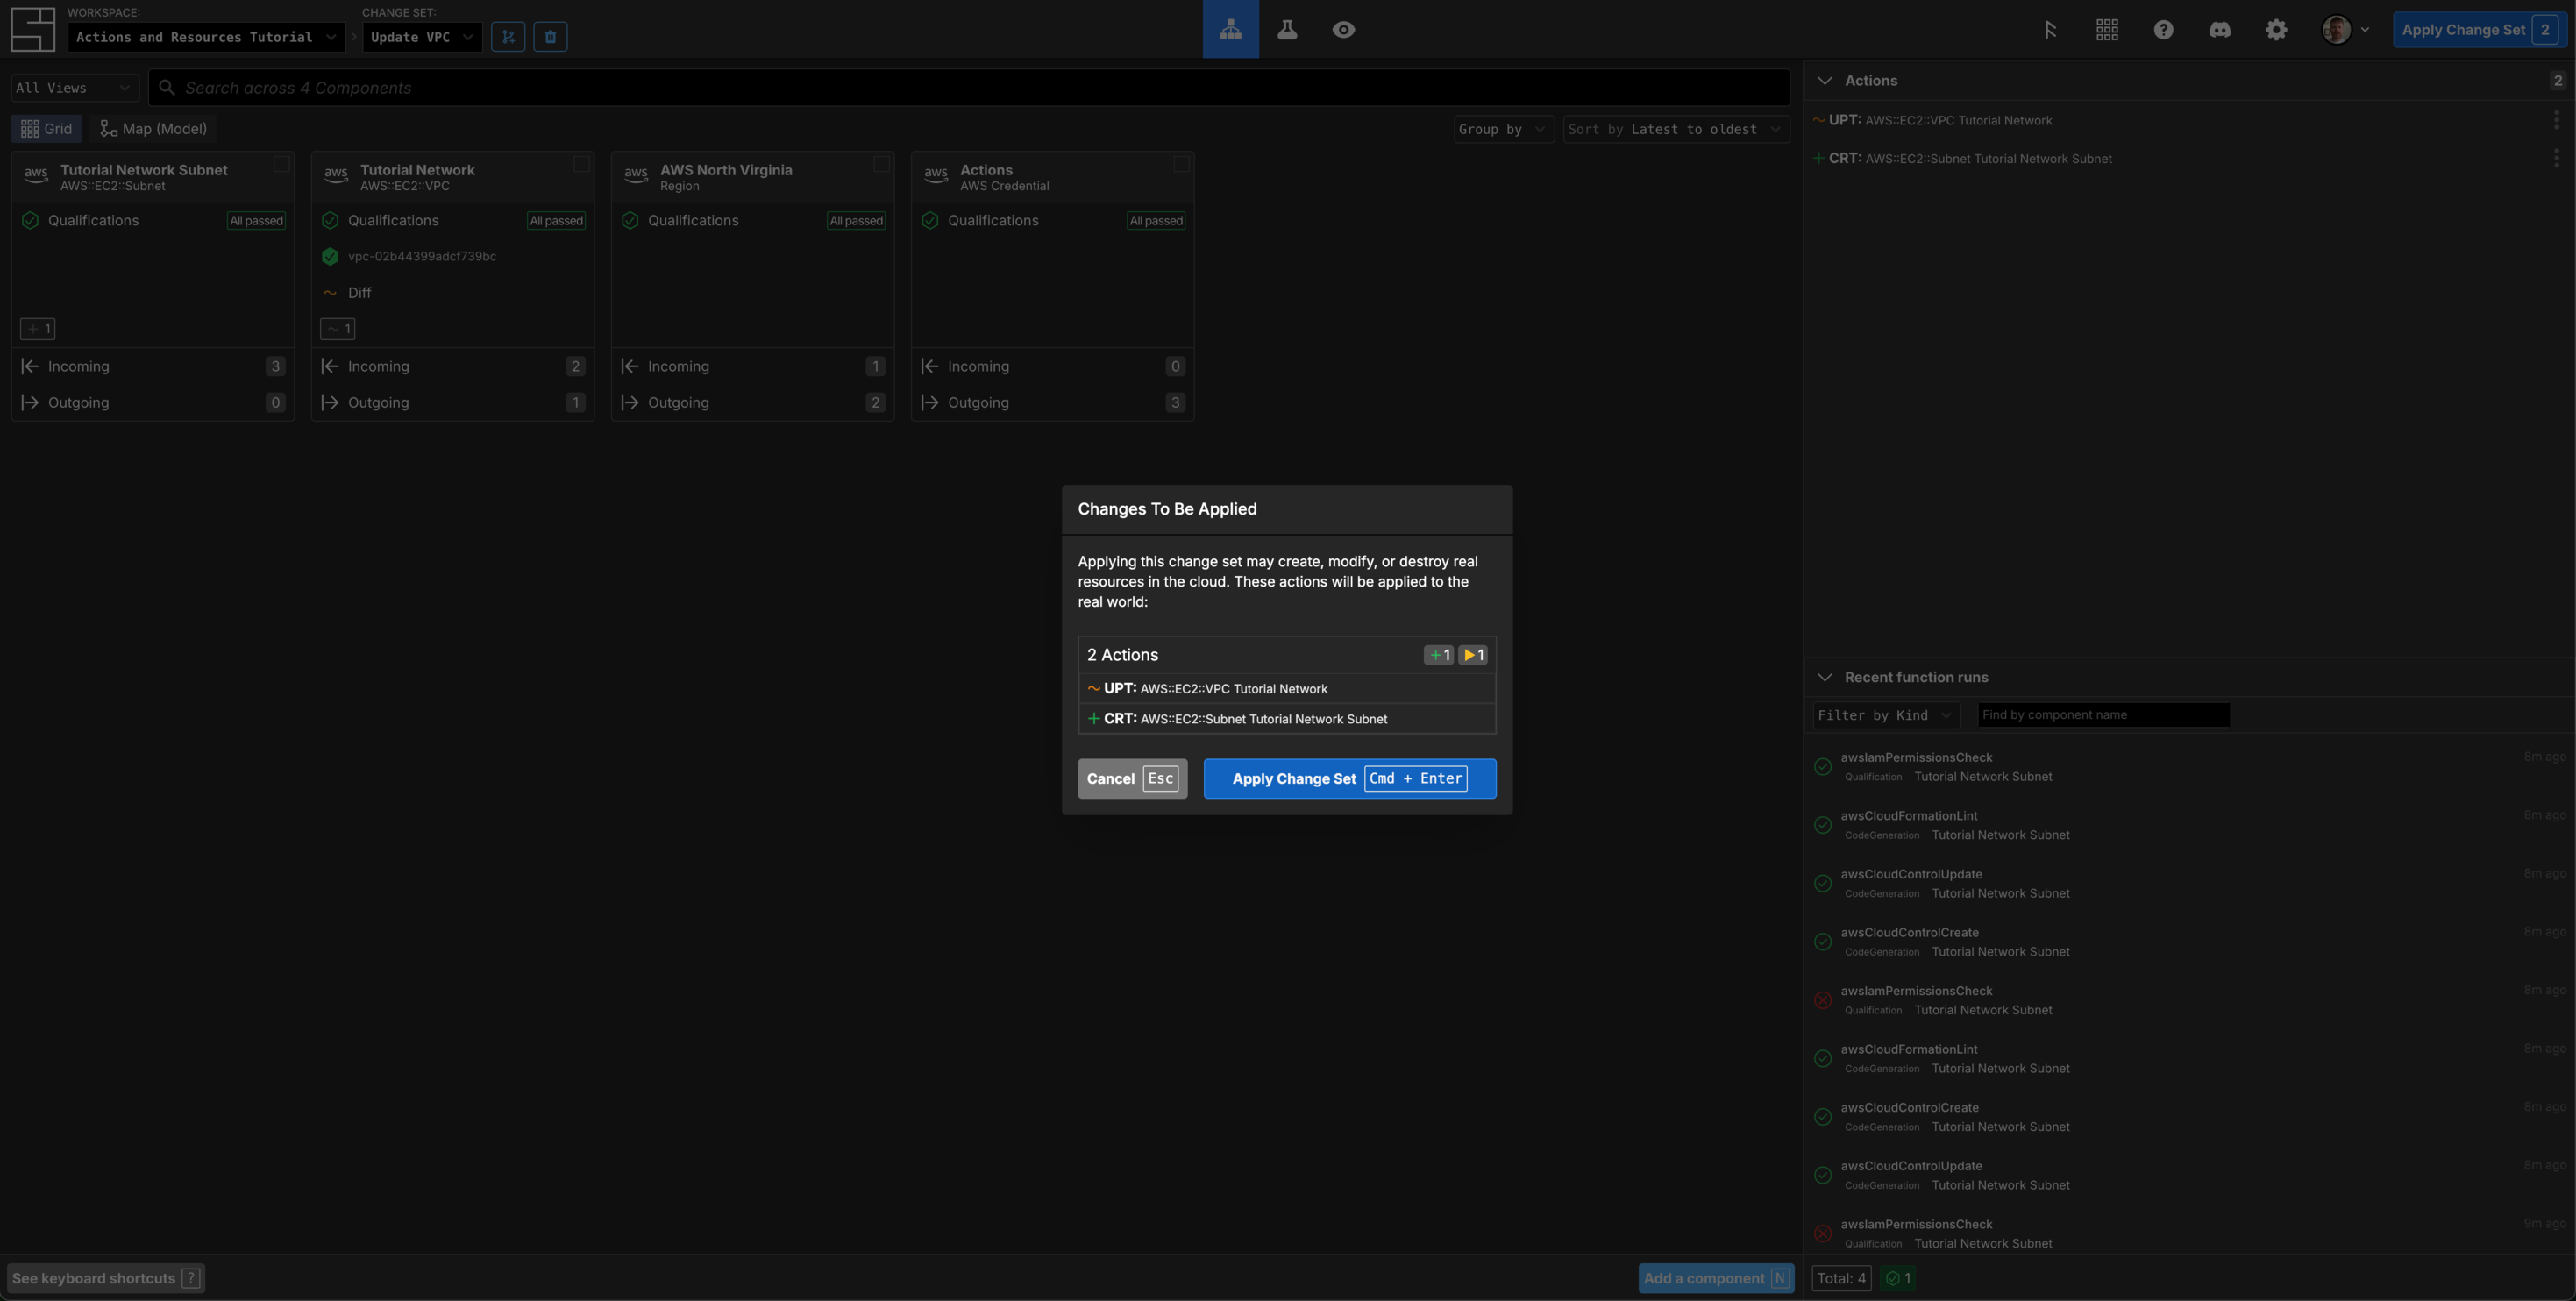 WORKSPACE:
Actions and Resources Tutorial
CHANGE SET:
Update VPC
Apply Change Set 2
All Views
Search across 4 Components
Grid
Map (Model)
Group by
Sort by Latest to oldest
aws
Tutorial Network Subnet
AWS::EC2::Subnet
Qualifications
All passed
+ 1
Incoming
3
Outgoing
0
aws
Tutorial Network
AWS::EC2::VPC
Qualifications
All passed
vpc-02b44399adcf739bc
~ Diff
~ 1
Incoming
2
Outgoing
1
aws
AWS North Virginia
Region
Qualifications
All passed
Incoming
1
Outgoing
2
aws
Actions
AWS Credential
Qualifications
All passed
Incoming
0
Outgoing
3
Changes To Be Applied
Applying this change set may create, modify, or destroy real
resources in the cloud. These actions will be applied to the
real world:
2 Actions
+1
1
~ UPT: AWS::EC2::VPC Tutorial Network
+ CRT: AWS::EC2::Subnet Tutorial Network Subnet
Cancel Esc
Apply Change Set Cmd + Enter
Actions
2
~ UPT: AWS::EC2::VPC Tutorial Network
+ CRT: AWS::EC2::Subnet Tutorial Network Subnet
Recent function runs
Filter by Kind
Find by component name
awsIamPermissionsCheck
8m ago
Qualification Tutorial Network Subnet
awsCloudFormationLint
8m ago
CodeGeneration Tutorial Network Subnet
awsCloudControlUpdate
8m ago
CodeGeneration Tutorial Network Subnet
awsCloudControlCreate
8m ago
CodeGeneration Tutorial Network Subnet
awsIamPermissionsCheck
8m ago
Qualification Tutorial Network Subnet
awsCloudFormationLint
8m ago
CodeGeneration Tutorial Network Subnet
awsCloudControlCreate
8m ago
CodeGeneration Tutorial Network Subnet
awsCloudControlUpdate
8m ago
CodeGeneration Tutorial Network Subnet
awsIamPermissionsCheck
9m ago
Qualification Tutorial Network Subnet
See keyboard shortcuts ?
Add a component N
Total: 4
1